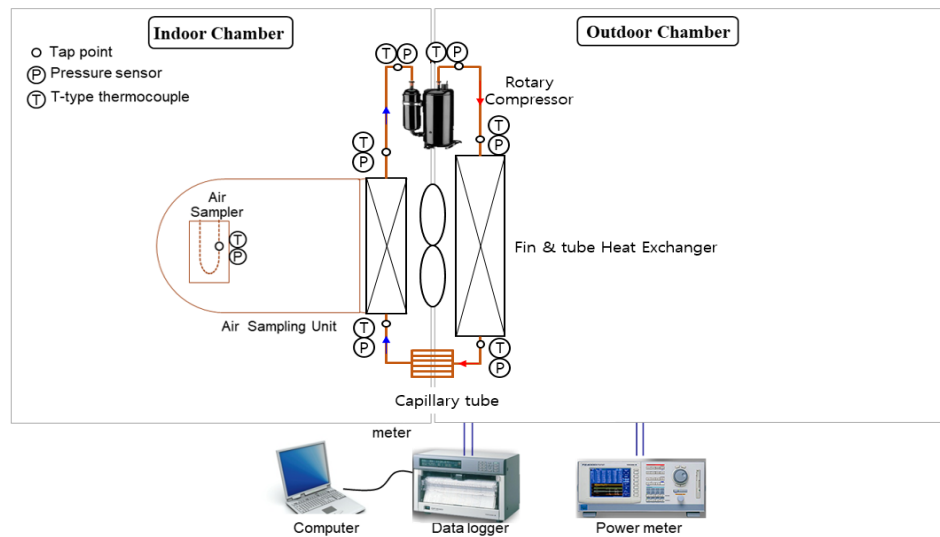 Indoor Chamber
Outdoor Chamber
Tap point
P Pressure sensor
T T-type thermocouple
T P
T P
Rotary
Compressor
T
P
T
P
Air
Sampler
T
P
Fin & tube Heat Exchanger
Air Sampling Unit
T
P
T
P
Capillary tube
meter
Computer
Data logger
Power meter